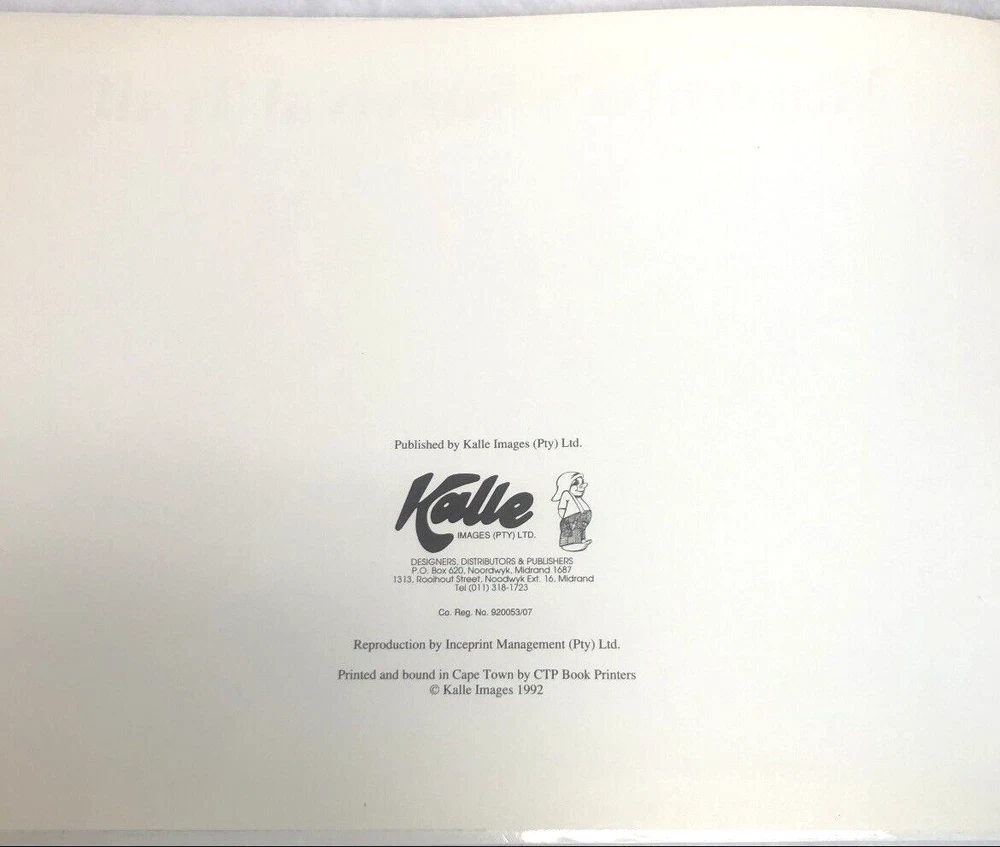 Published by Kalle Images (Pty) Ltd.
Kalle
IMAGES (PTY) LTD.
DESIGNERS, DISTRIBUTORS & PUBLISHERS
P.O. Box 620, Noordwyk, Midrand 1687
1313, Rooihout Street, Noodwyk Ext. 16, Midrand
Tel (011) 318-1723
Co. Reg. No. 920053/07
Reproduction by Inceprint Management (Pty) Ltd.
Printed and bound in Cape Town by CTP Book Printers
© Kalle Images 1992